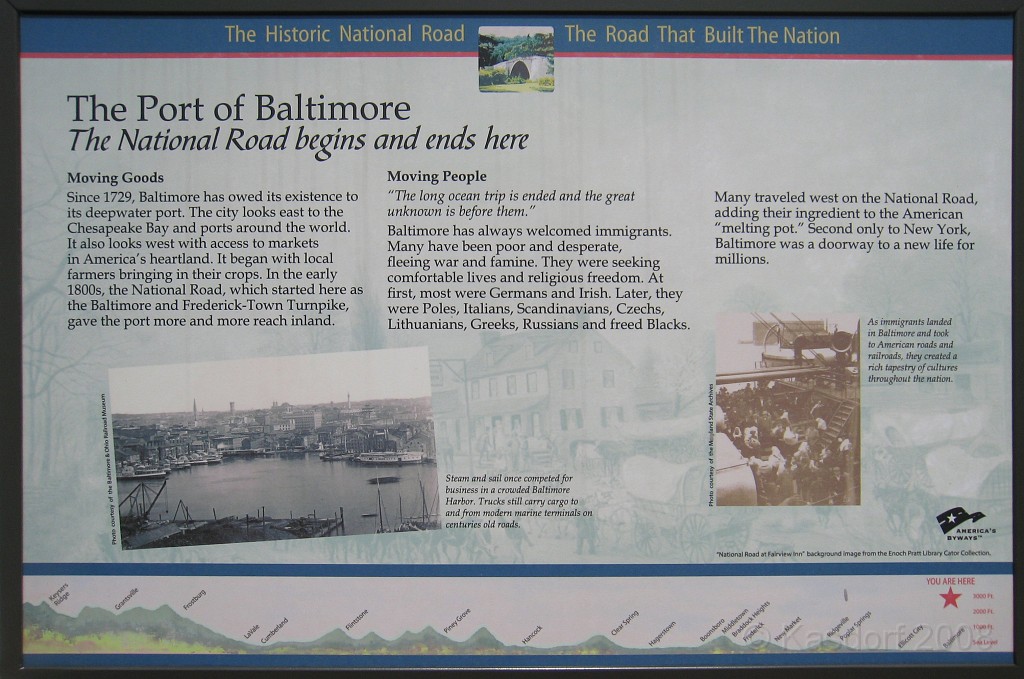 The Historic National Road
The Road That Built The Nation
The Port of Baltimore
The National Road begins and ends here
Moving Goods
Since 1729, Baltimore has owed its existence to
its deepwater port. The city looks east to the
Chesapeake Bay and ports around the world.
It also looks west with access to markets
in America's heartland. It began with local
farmers bringing in their crops. In the early
1800s, the National Road, which started here as
the Baltimore and Frederick-Town Turnpike,
gave the port more and more reach inland.
Moving People
"The long ocean trip is ended and the great
unknown is before them."
Baltimore has always welcomed immigrants.
Many have been poor and desperate,
fleeing war and famine. They were seeking
comfortable lives and religious freedom. At
first, most were Germans and Irish. Later, they
were Poles, Italians, Scandinavians, Czechs,
Lithuanians, Greeks, Russians and freed Blacks.
Many traveled west on the National Road,
adding their ingredient to the American
"melting pot." Second only to New York,
Baltimore was a doorway to a new life for
millions.
Photo courtesy of the Baltimore & Ohio Railroad Museum
Steam and sail once competed for
business in a crowded Baltimore
Harbor. Trucks still carry cargo to
and from modern marine terminals on
centuries old roads.
Photo courtesy of the Maryland State Archives
As immigrants landed
in Baltimore and took
to American roads and
railroads, they created a
rich tapestry of cultures
throughout the nation.
AMERICA'S
BYWAYS™
"National Road at Fairview Inn" background image from the Enoch Pratt Library Cator Collection.
Keysers
Ridge
Grantsville
Frostburg
LaVale
Cumberland
Flintstone
Piney Grove
Hancock
Clear Spring
Hagerstown
Boonsboro
Middletown
Braddock Heights
Frederick
New Market
Ridgeville
Poplar Springs
Ellicott City
Baltimore
YOU ARE HERE
3000 Ft.
2000 Ft.
1000 Ft.
Sea Level
© Kasdorf 2008